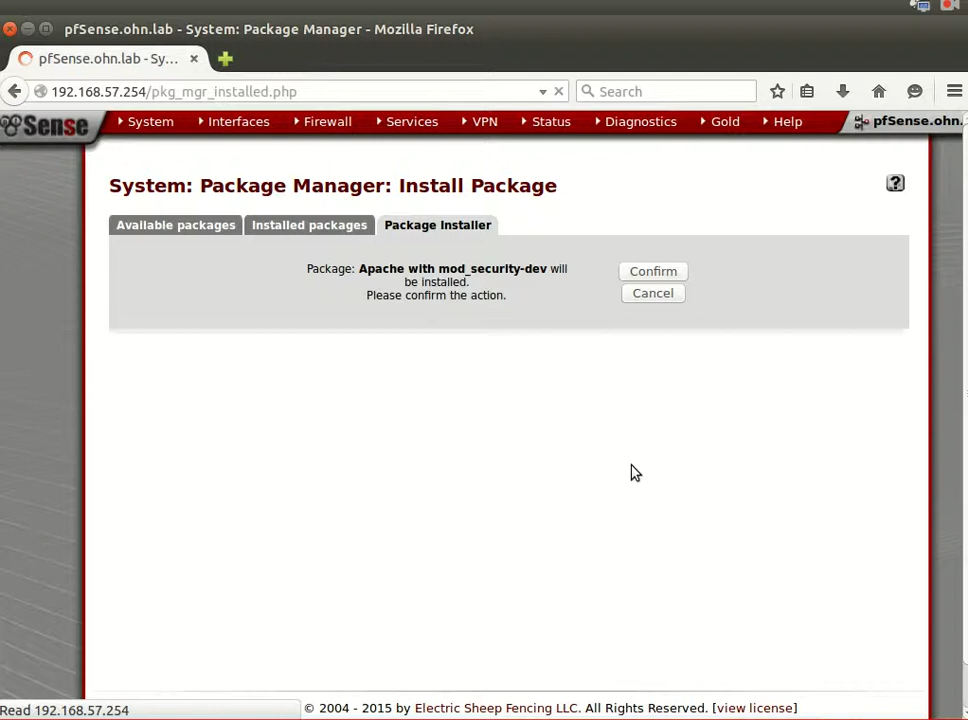 pfSense.ohn.lab - System: Package Manager - Mozilla Firefox
pfSense.ohn.lab - Sy...
192.168.57.254/pkg_mgr_installed.php
Search
Sense
System Interfaces Firewall Services VPN Status Diagnostics Gold Help
pfSense.ohn.
System: Package Manager: Install Package
?
Available packages Installed packages Package Installer
Package: Apache with mod_security-dev will
be installed.
Please confirm the action.
Confirm
Cancel
Read 192.168.57.254
© 2004 - 2015 by Electric Sheep Fencing LLC. All Rights Reserved. [view license]